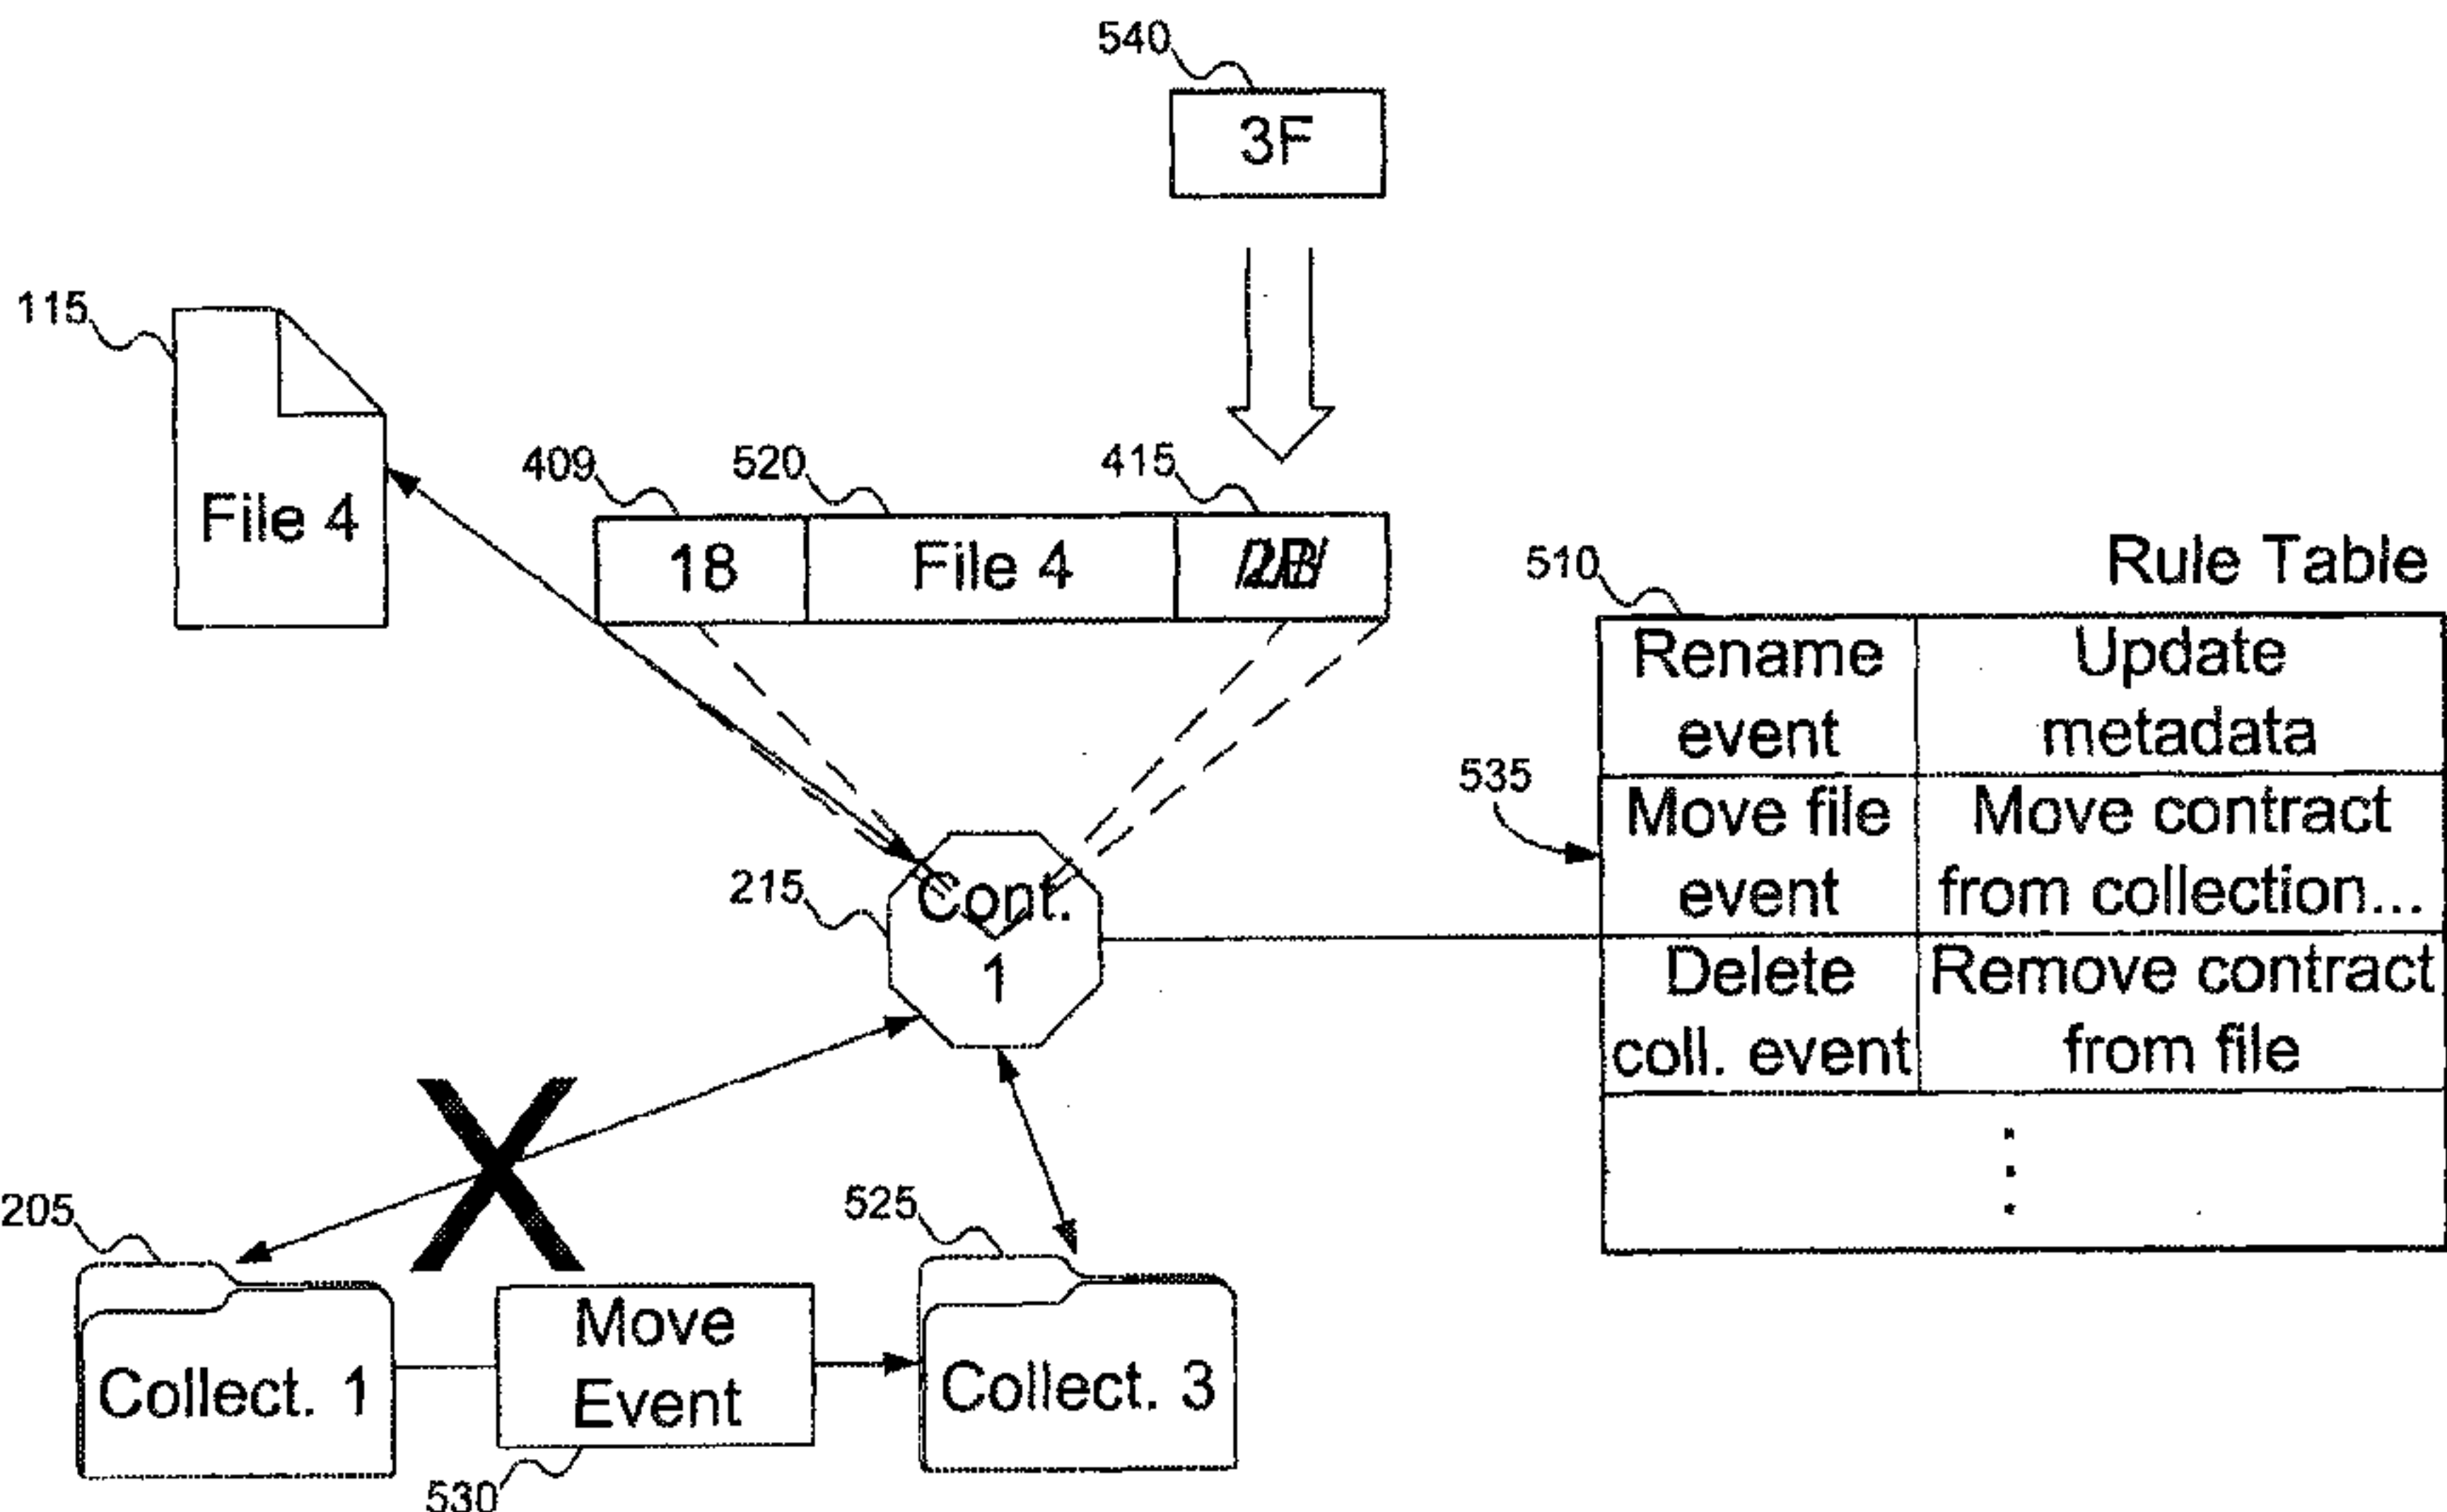 540
3F
115
File 4
409
520
415
18
File 4
Rule Table
510
Rename event
Update metadata
535
Move file event
Move contract from collection...
Delete coll. event
Remove contract from file
215
Cont. 1
205
Collect. 1
Move Event
530
525
Collect. 3